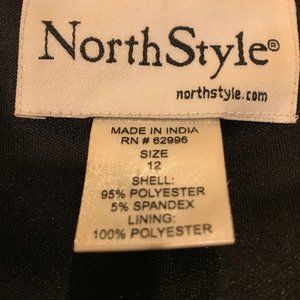 NorthStyle®
northstyle.com
MADE IN INDIA
RN # 62996
SIZE
12
SHELL:
95% POLYESTER
5% SPANDEX
LINING:
100% POLYESTER